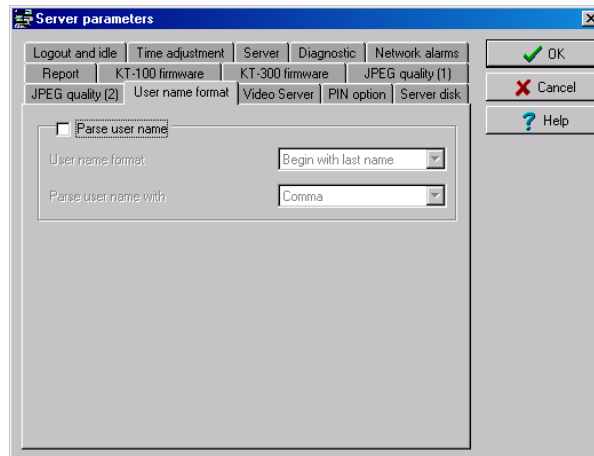 Server parameters
Logout and idle Time adjustment Server Diagnostic Network alarms
OK
Report KT-100 firmware KT-300 firmware JPEG quality (1)
Cancel
JPEG quality (2) User name format Video Server PIN option Server disk
Help
Parse user name
User name format Begin with last name
Parse user name with Comma